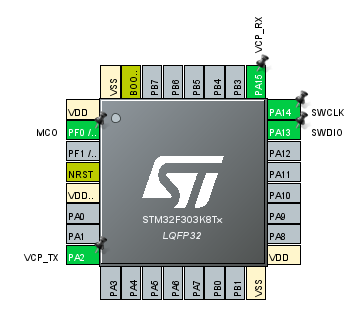 VCP_RX
VSS
BOO..
PB7
PB6
PB5
PB4
PB3
PA15
VDD
PA14
SWCLK
MCO
PF0 /..
PA13
SWDIO
PF1 /..
PA12
NRST
PA11
VDD..
PA10
PA0
PA9
PA1
PA8
VCP_TX
PA2
VDD
ST
STM32F303K8Tx
LQFP32
PA3
PA4
PA5
PA6
PA7
PB0
PB1
VSS